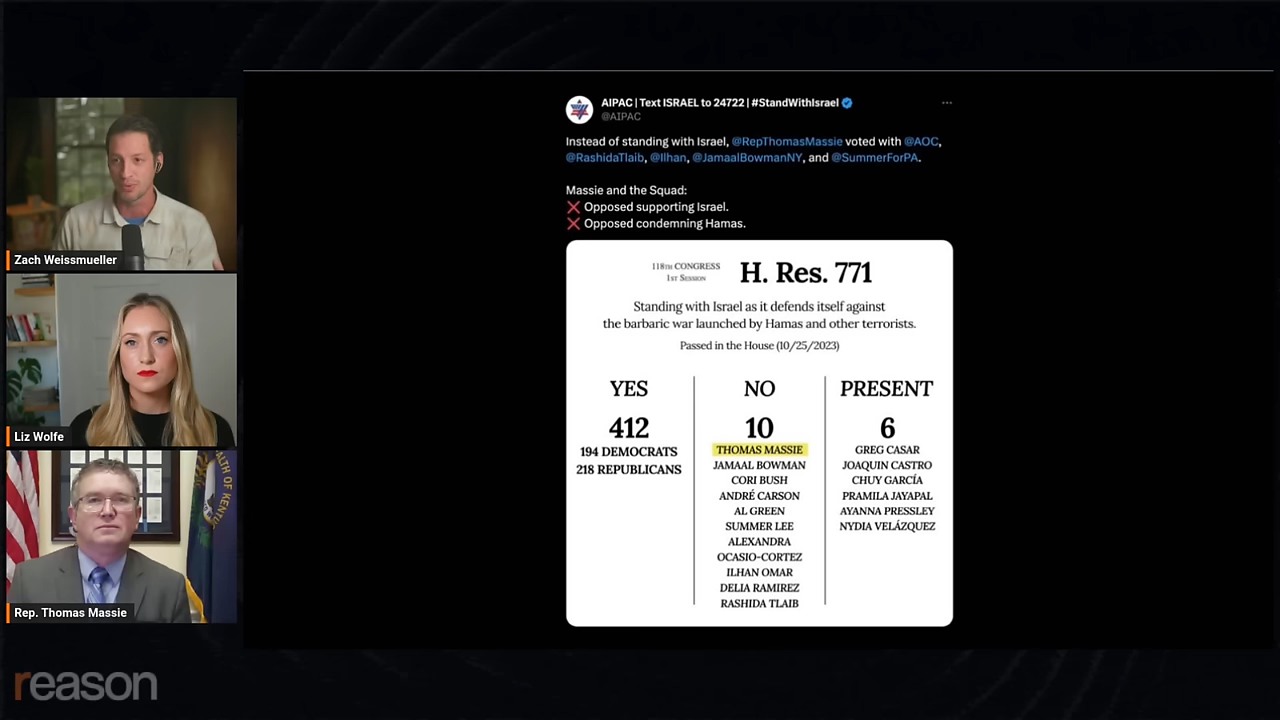 Zach Weissmueller
Liz Wolfe
Rep. Thomas Massie
reason
AIPAC | Text ISRAEL to 24722 | #StandWithIsrael
@AIPAC
Instead of standing with Israel, @RepThomasMassie voted with @AOC,
@RashidaTlaib, @Ilhan, @JamaalBowmanNY, and @SummerForPA.
Massie and the Squad:
❌ Opposed supporting Israel.
❌ Opposed condemning Hamas.
118TH CONGRESS
1ST SESSION
H. Res. 771
Standing with Israel as it defends itself against
the barbaric war launched by Hamas and other terrorists.
Passed in the House (10/25/2023)
YES
412
194 DEMOCRATS
218 REPUBLICANS
NO
10
THOMAS MASSIE
JAMAAL BOWMAN
CORI BUSH
ANDRÉ CARSON
AL GREEN
SUMMER LEE
ALEXANDRA
OCASIO-CORTEZ
ILHAN OMAR
DELIA RAMIREZ
RASHIDA TLAIB
PRESENT
6
GREG CASAR
JOAQUIN CASTRO
CHUY GARCÍA
PRAMILA JAYAPAL
AYANNA PRESSLEY
NYDIA VELÁZQUEZ